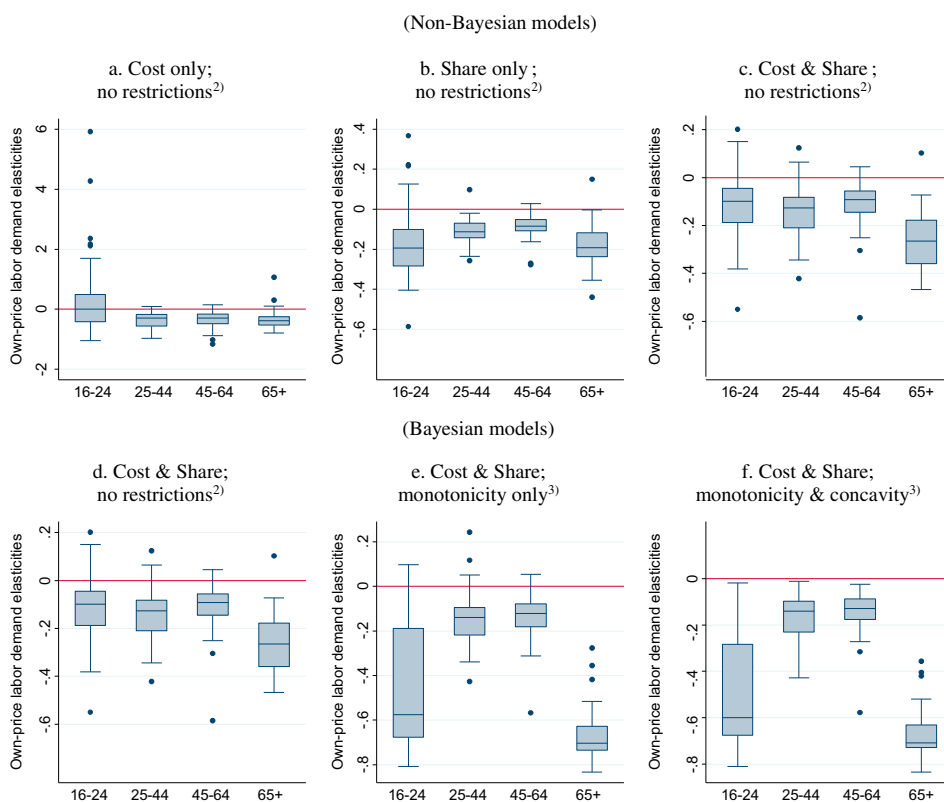 (Non-Bayesian models)
a. Cost only;
no restrictions²⁾
Own-price labor demand elasticities
6
4
2
0
-2
16-24 25-44 45-64 65+
b. Share only ;
no restrictions²⁾
Own-price labor demand elasticities
.4
.2
0
-.2
-.4
-.6
16-24 25-44 45-64 65+
c. Cost & Share ;
no restrictions²⁾
Own-price labor demand elasticities
.2
0
-.2
-.4
-.6
16-24 25-44 45-64 65+
(Bayesian models)
d. Cost & Share;
no restrictions²⁾
Own-price labor demand elasticities
.2
0
-.2
-.4
-.6
16-24 25-44 45-64 65+
e. Cost & Share;
monotonicity only³⁾
Own-price labor demand elasticities
.2
0
-.2
-.4
-.6
-.8
16-24 25-44 45-64 65+
f. Cost & Share;
monotonicity & concavity³⁾
Own-price labor demand elasticities
0
-.2
-.4
-.6
-.8
16-24 25-44 45-64 65+